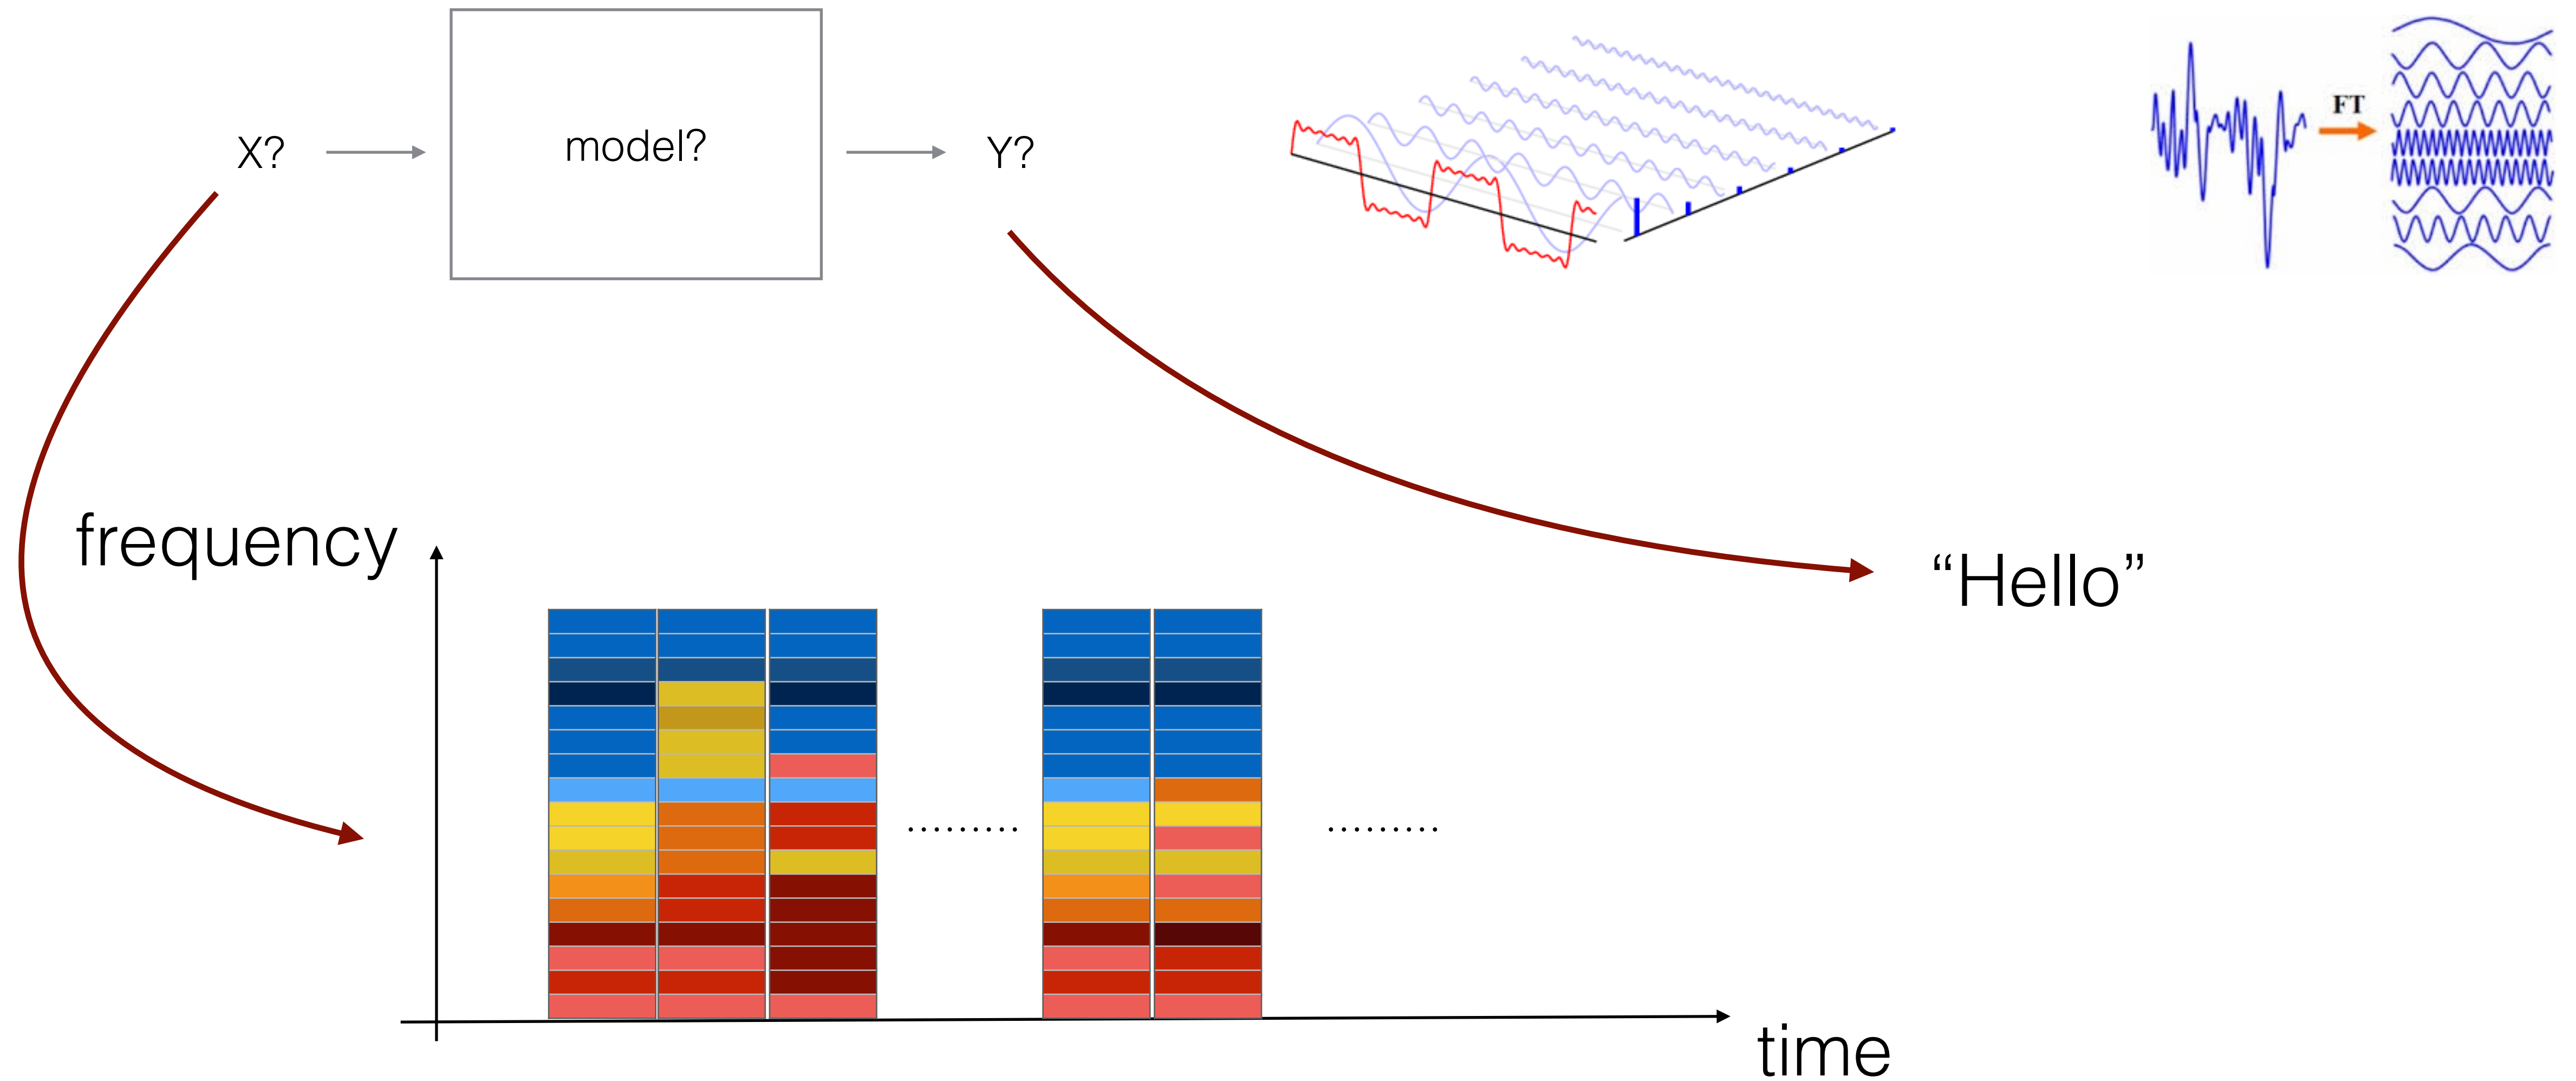 X?
model?
Y?
FT
frequency
“Hello”
.........
.........
time